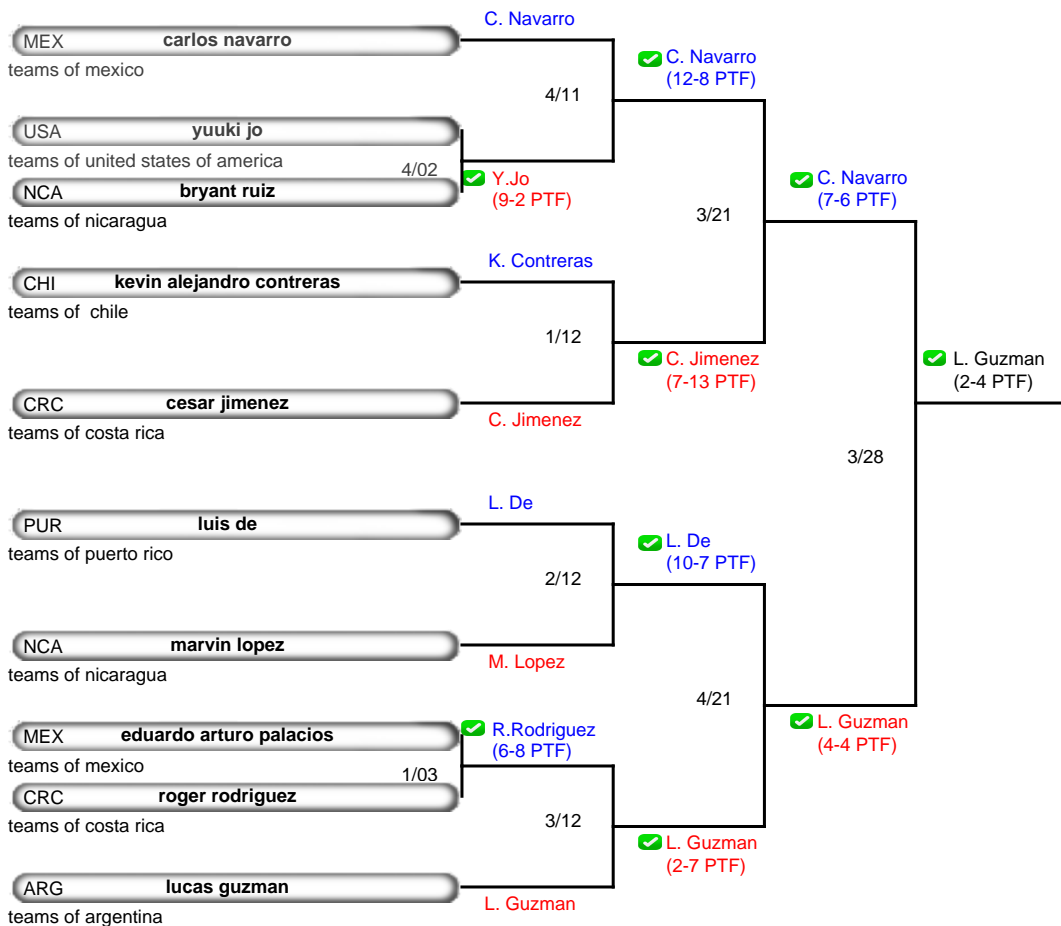 C. Navarro
MEX carlos navarro
teams of mexico
C. Navarro
(12-8 PTF)
4/11
USA yuuki jo
teams of united states of america
4/02
Y.Jo
(9-2 PTF)
NCA bryant ruiz
teams of nicaragua
C. Navarro
(7-6 PTF)
3/21
K. Contreras
CHI kevin alejandro contreras
teams of  chile
1/12
C. Jimenez
(7-13 PTF)
L. Guzman
(2-4 PTF)
CRC cesar jimenez
teams of costa rica
C. Jimenez
3/28
L. De
PUR luis de
teams of puerto rico
L. De
(10-7 PTF)
2/12
NCA marvin lopez
teams of nicaragua
M. Lopez
4/21
L. Guzman
(4-4 PTF)
MEX eduardo arturo palacios
teams of mexico
R.Rodriguez
(6-8 PTF)
1/03
CRC roger rodriguez
teams of costa rica
3/12
L. Guzman
(2-7 PTF)
ARG lucas guzman
teams of argentina
L. Guzman